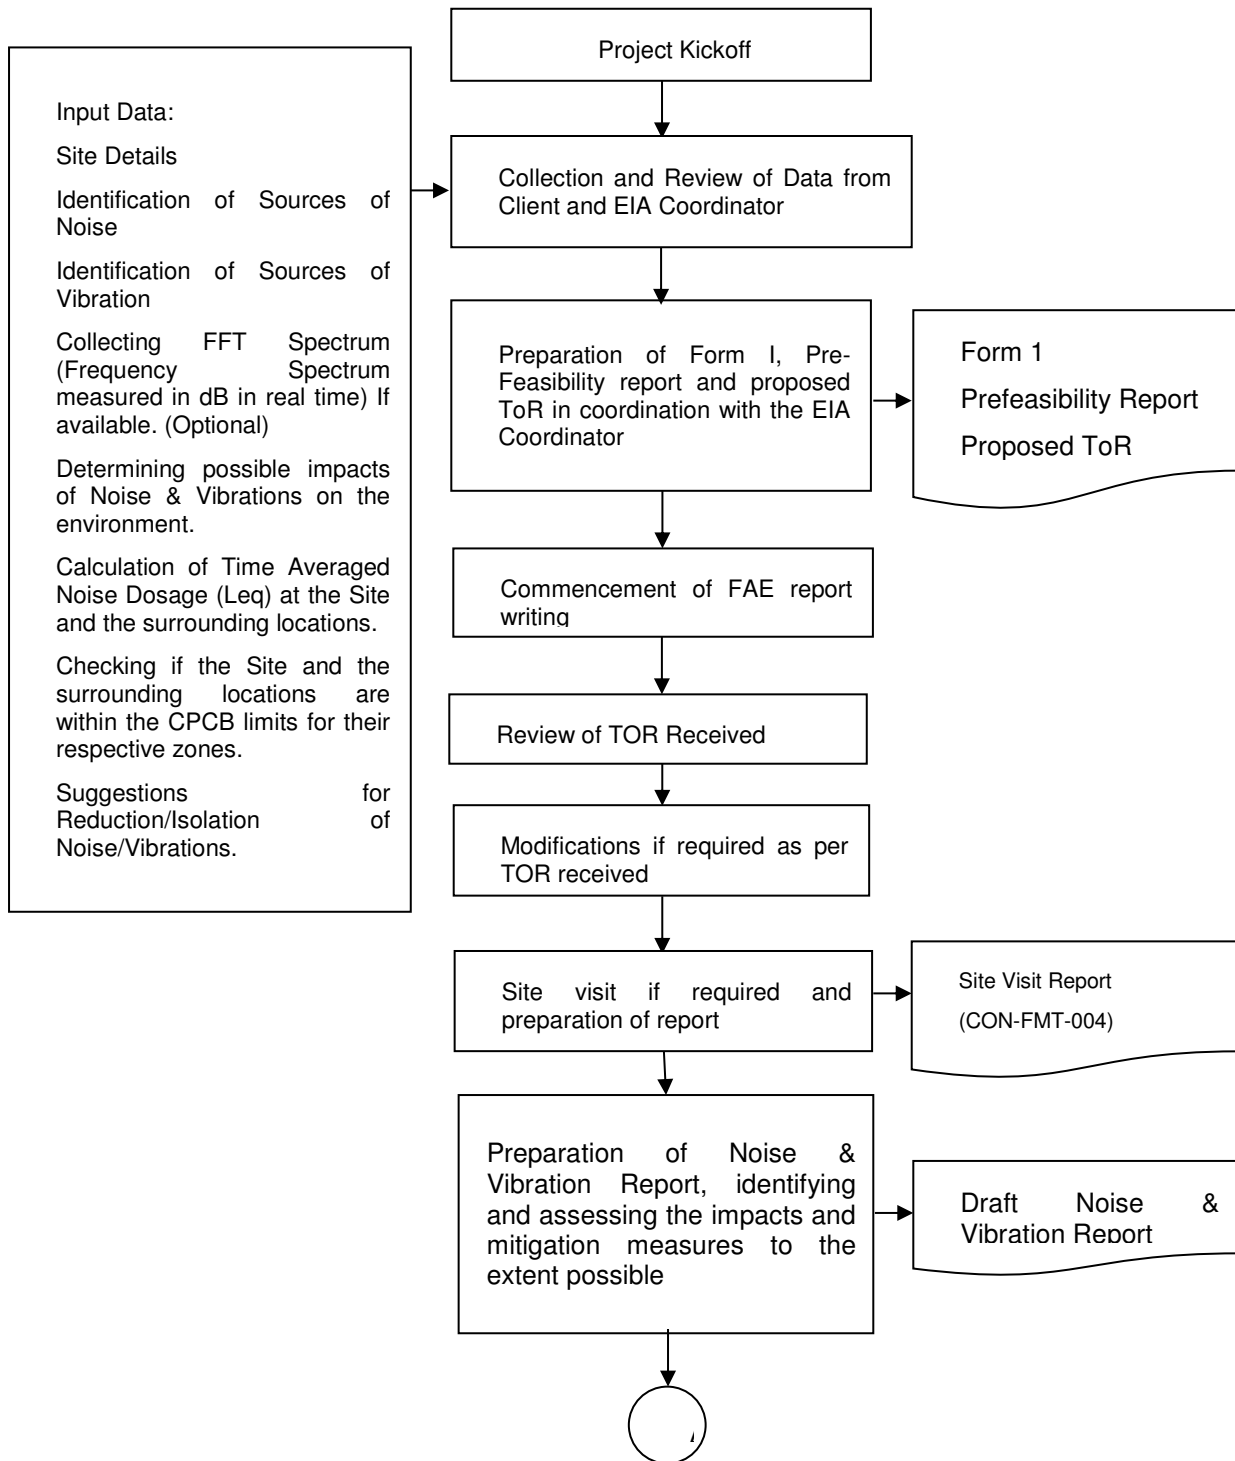 Project Kickoff
Input Data:
Site Details
Identification of Sources of
Noise
Identification of Sources of
Vibration
Collecting FFT Spectrum
(Frequency Spectrum
measured in dB in real time) If
available. (Optional)
Determining possible impacts
of Noise & Vibrations on the
environment.
Calculation of Time Averaged
Noise Dosage (Leq) at the Site
and the surrounding locations.
Checking if the Site and the
surrounding locations are
within the CPCB limits for their
respective zones.
Suggestions for
Reduction/Isolation of
Noise/Vibrations.
Collection and Review of Data from
Client and EIA Coordinator
Preparation of Form I, Pre-
Feasibility report and proposed
ToR in coordination with the EIA
Coordinator
Form 1
Prefeasibility Report
Proposed ToR
Commencement of FAE report
writing
Review of TOR Received
Modifications if required as per
TOR received
Site visit if required and
preparation of report
Site Visit Report
(CON-FMT-004)
Preparation of Noise &
Vibration Report, identifying
and assessing the impacts and
mitigation measures to the
extent possible
Draft Noise &
Vibration Report